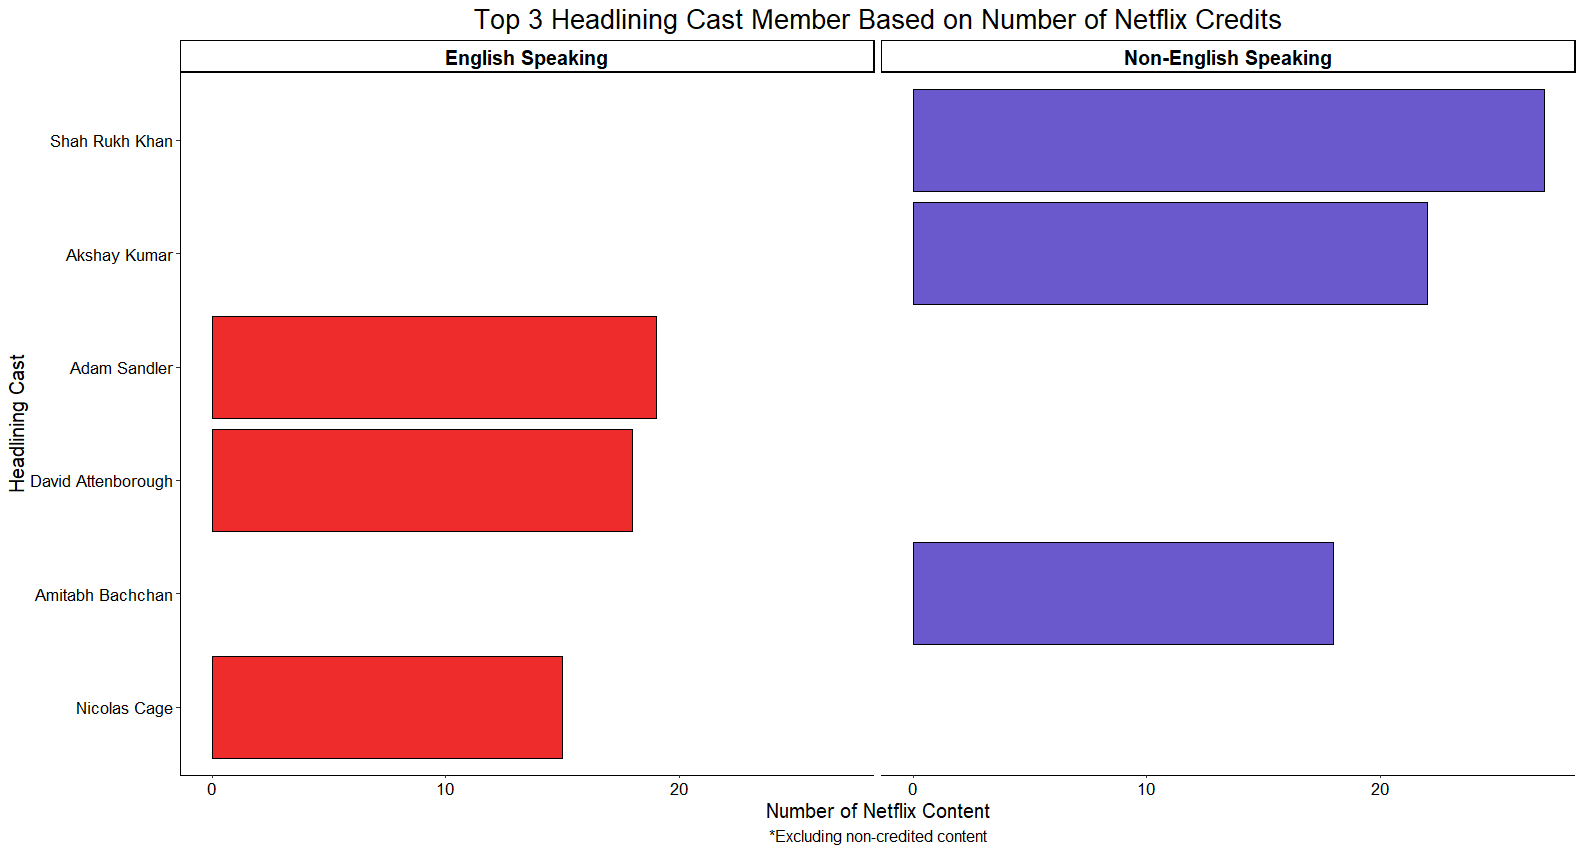 Top 3 Headlining Cast Member Based on Number of Netflix Credits
English Speaking
Non-English Speaking
Headlining Cast
Shah Rukh Khan
Akshay Kumar
Adam Sandler
David Attenborough
Amitabh Bachchan
Nicolas Cage
0 10 20
0 10 20
Number of Netflix Content
*Excluding non-credited content